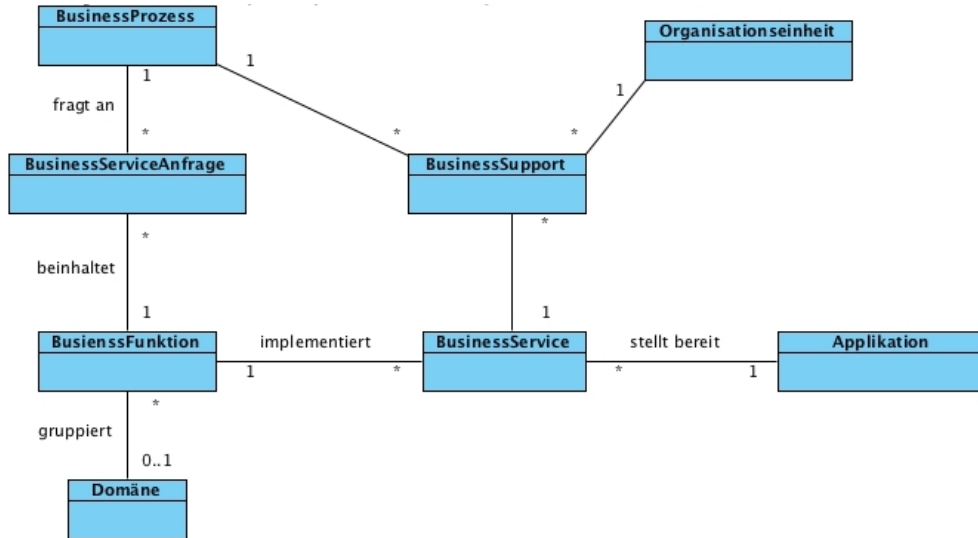 BusinessProzess
Organisationseinheit
1
1
1
fragt an
*
*
*
BusinessServiceAnfrage
BusinessSupport
*
*
beinhaltet
1
1
BusienssFunktion
implementiert
BusinessService
stellt bereit
Applikation
1
*
*
1
*
gruppiert
0..1
Domäne